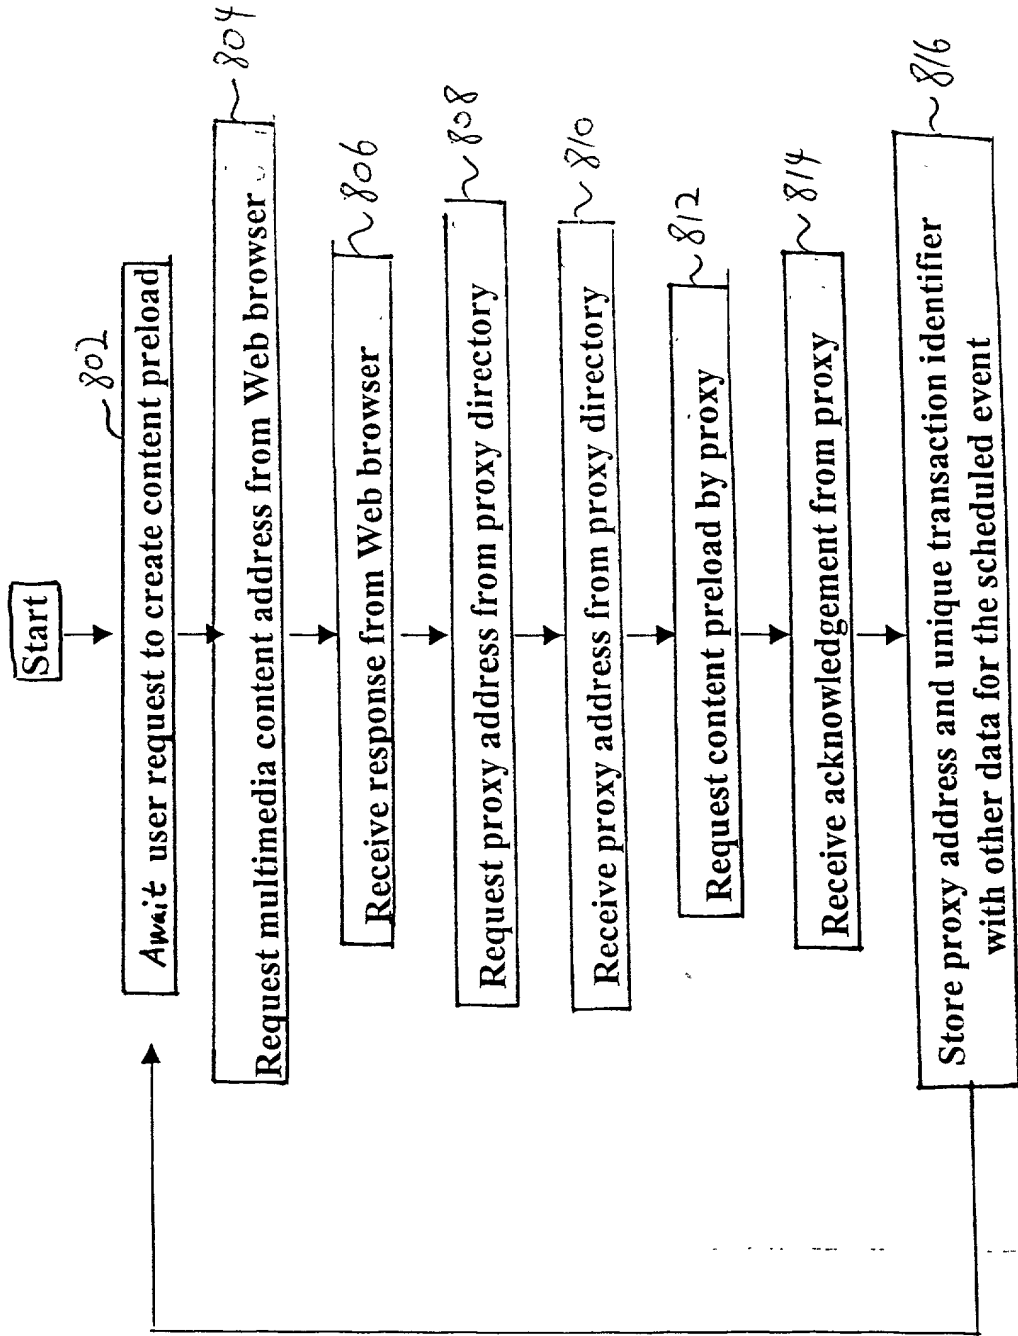 Start
802
Await user request to create content preload
804
Request multimedia content address from Web browser
806
Receive response from Web browser
808
Request proxy address from proxy directory
810
Receive proxy address from proxy directory
812
Request content preload by proxy
814
Receive acknowledgement from proxy
816
Store proxy address and unique transaction identifier
with other data for the scheduled event